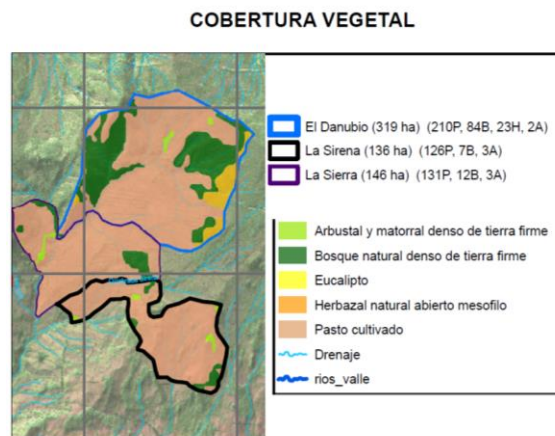 COBERTURA VEGETAL
El Danubio (319 ha) (210P, 84B, 23H, 2A)
La Sirena (136 ha) (126P, 7B, 3A)
La Sierra (146 ha) (131P, 12B, 3A)
Arbustal y matorral denso de tierra firme
Bosque natural denso de tierra firme
Eucalipto
Herbazal natural abierto mesofilo
Pasto cultivado
Drenaje
rios_valle